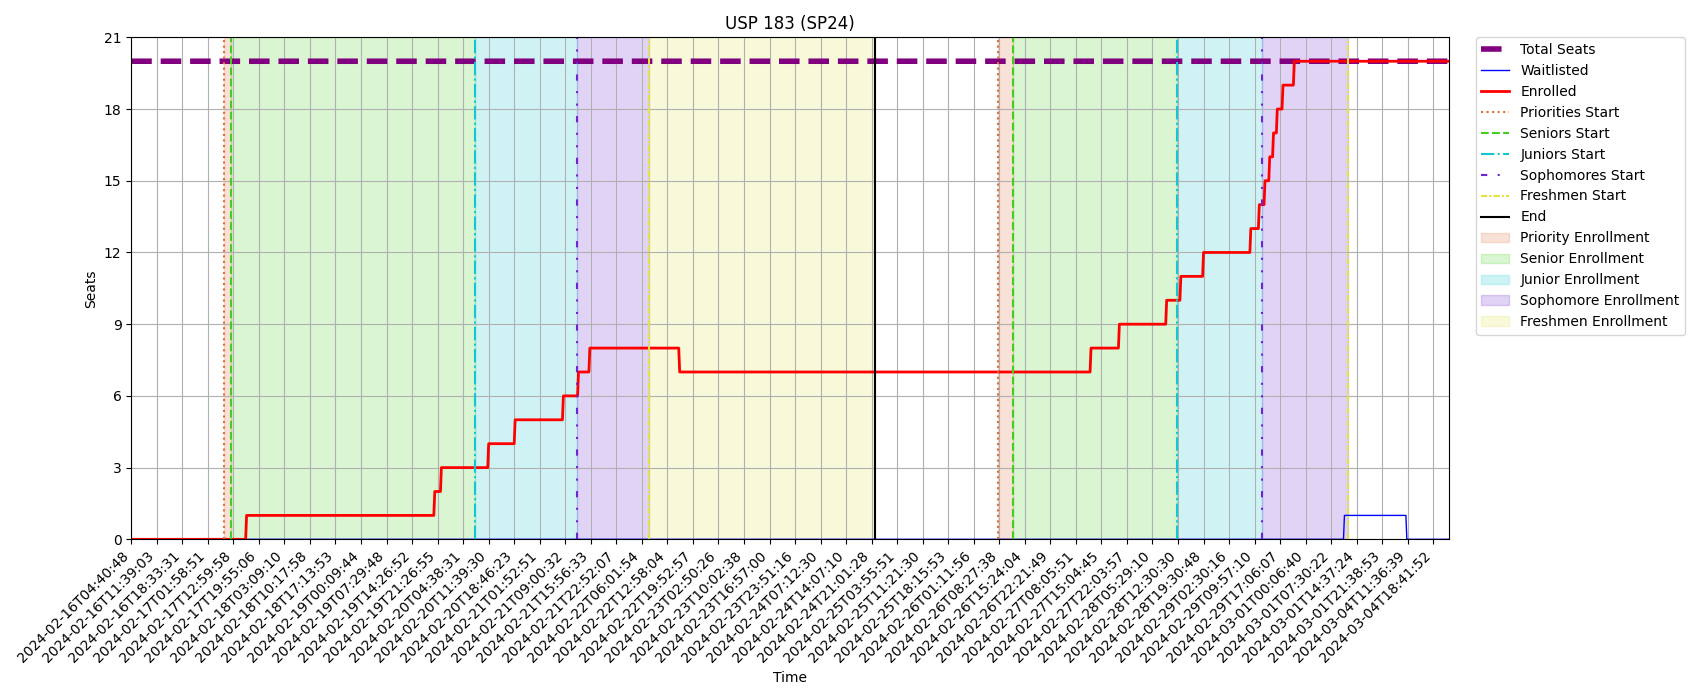 USP 183 (SP24)
21
18
15
12
9
6
3
0
Seats
2024-02-16T04:40:48
2024-02-16T11:39:03
2024-02-16T18:33:31
2024-02-17T01:58:51
2024-02-17T12:59:58
2024-02-17T19:55:06
2024-02-18T03:09:10
2024-02-18T10:17:58
2024-02-18T17:13:53
2024-02-19T00:09:44
2024-02-19T07:29:48
2024-02-19T14:26:52
2024-02-19T21:26:55
2024-02-20T04:38:31
2024-02-20T11:39:30
2024-02-20T18:46:23
2024-02-21T01:52:51
2024-02-21T09:00:32
2024-02-21T15:56:33
2024-02-21T22:52:07
2024-02-22T06:01:54
2024-02-22T12:58:04
2024-02-22T19:52:57
2024-02-23T02:50:26
2024-02-23T10:02:38
2024-02-23T16:57:00
2024-02-23T23:51:16
2024-02-24T07:12:30
2024-02-24T14:07:10
2024-02-24T21:01:28
2024-02-25T03:55:51
2024-02-25T11:21:30
2024-02-25T18:15:53
2024-02-26T01:11:56
2024-02-26T08:27:38
2024-02-26T15:24:04
2024-02-26T22:21:49
2024-02-27T08:05:51
2024-02-27T15:04:45
2024-02-27T22:03:57
2024-02-28T05:29:10
2024-02-28T12:30:30
2024-02-28T19:30:48
2024-02-29T02:30:16
2024-02-29T09:57:10
2024-02-29T17:06:07
2024-03-01T00:06:40
2024-03-01T07:30:22
2024-03-01T14:37:24
2024-03-01T21:38:53
2024-03-04T11:36:39
2024-03-04T18:41:52
Time
Total Seats
Waitlisted
Enrolled
Priorities Start
Seniors Start
Juniors Start
Sophomores Start
Freshmen Start
End
Priority Enrollment
Senior Enrollment
Junior Enrollment
Sophomore Enrollment
Freshmen Enrollment